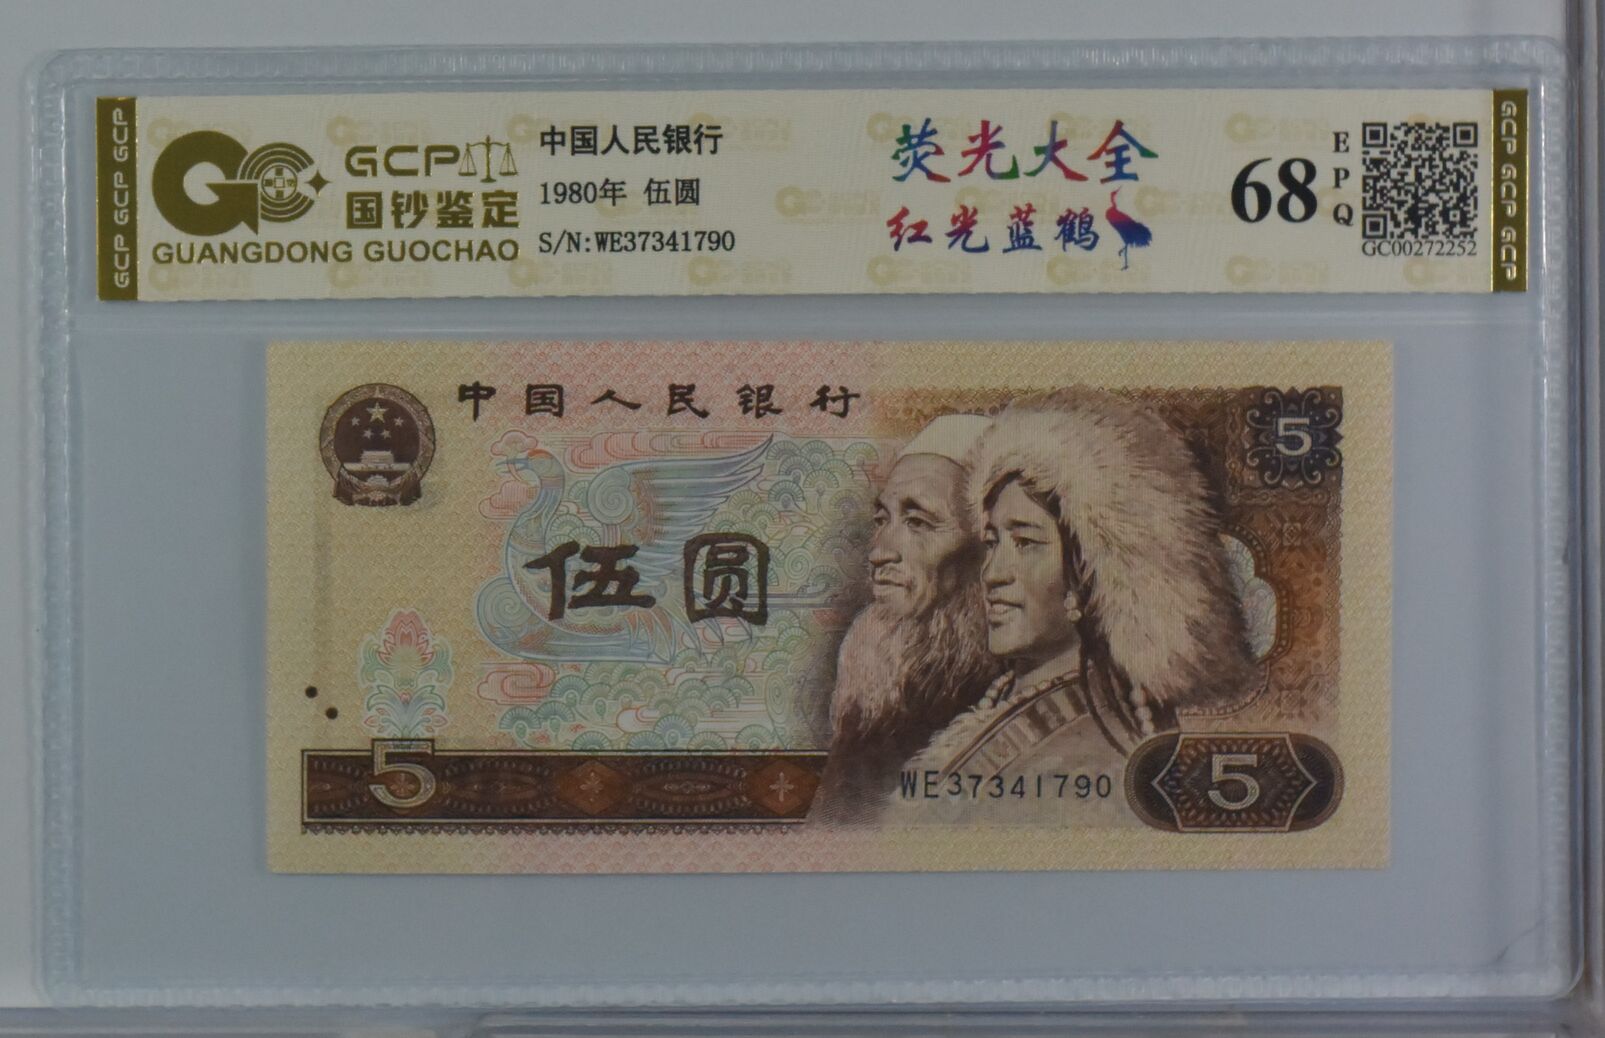 GCP GCP GCP
GCP
国钞鉴定
GUANGDONG GUOCHAO
中国人民银行
1980年 伍圆
S/N:WE37341790
荧光大全
红光蓝鹤
68
EPQ
GC00272252
GCP GCP GCP
中国人民银行
5
伍圆
5
WE37341790
5